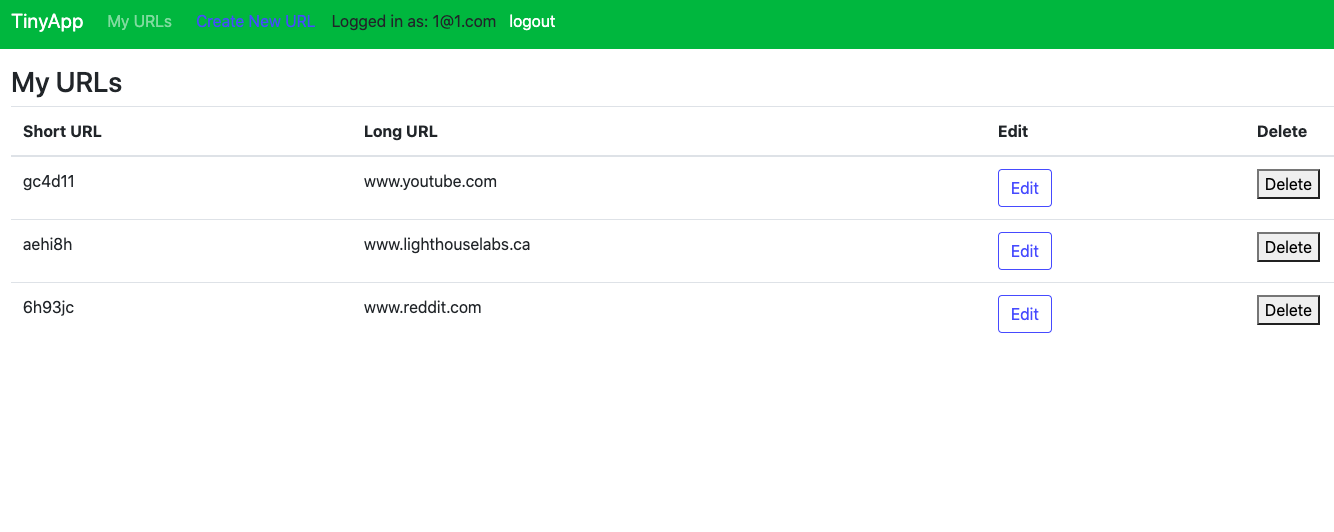 TinyApp My URLs Create New URL Logged in as: 1@1.com logout
My URLs
Short URL Long URL Edit Delete
gc4d11 www.youtube.com Edit Delete
aehi8h www.lighthouselabs.ca Edit Delete
6h93jc www.reddit.com Edit Delete